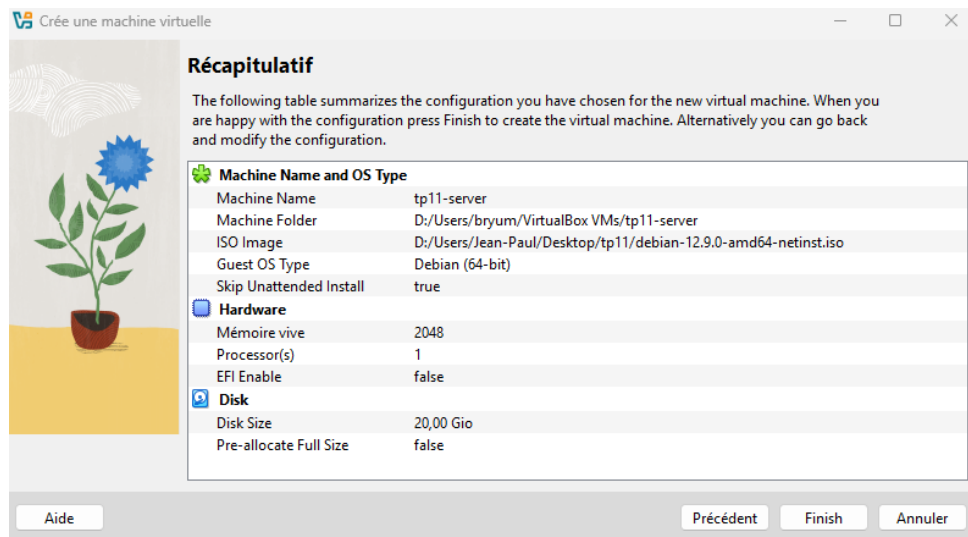 Crée une machine virtuelle
Récapitulatif
The following table summarizes the configuration you have chosen for the new virtual machine. When you
are happy with the configuration press Finish to create the virtual machine. Alternatively you can go back
and modify the configuration.
Machine Name and OS Type
Machine Name tp11-server
Machine Folder D:/Users/bryum/VirtualBox VMs/tp11-server
ISO Image D:/Users/Jean-Paul/Desktop/tp11/debian-12.9.0-amd64-netinst.iso
Guest OS Type Debian (64-bit)
Skip Unattended Install true
Hardware
Mémoire vive 2048
Processor(s) 1
EFI Enable false
Disk
Disk Size 20,00 Gio
Pre-allocate Full Size false
Aide Précédent Finish Annuler